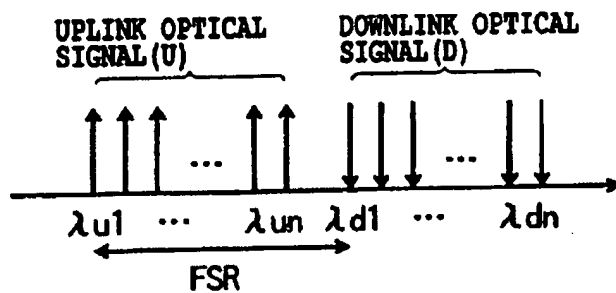 UPLINK OPTICAL
SIGNAL(U)
DOWNLINK OPTICAL
SIGNAL(D)
... ...
λu1 ... λun λd1 ... λdn
FSR